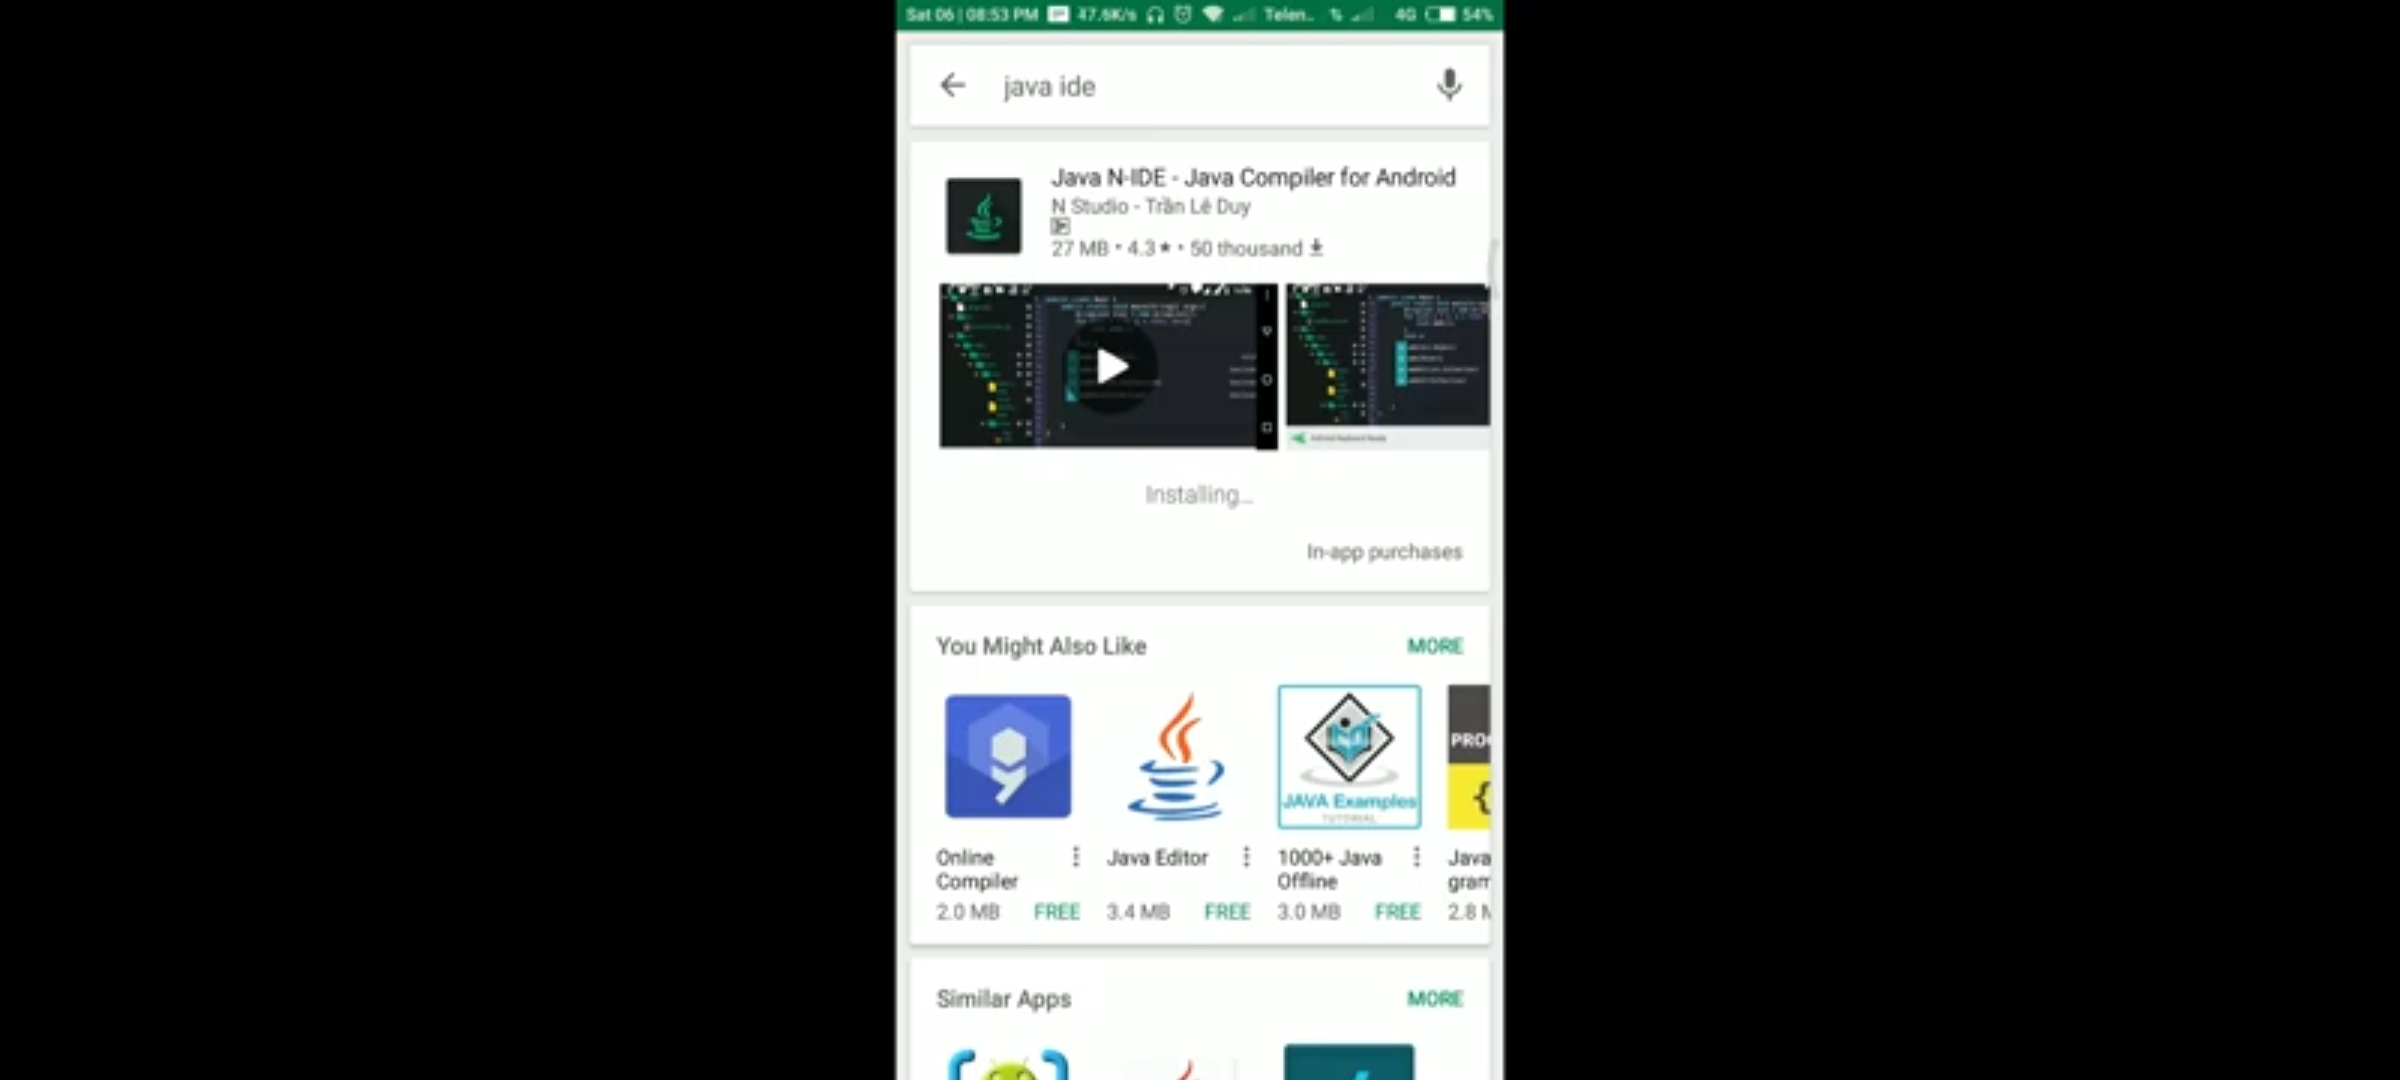 Sat 06 | 08:53 PM 47.6K/s Telen.. 4G 54%
java ide
Java N-IDE - Java Compiler for Android
N Studio - Trần Lê Duy
27 MB • 4.3 ★ • 50 thousand
Installing...
In-app purchases
You Might Also Like MORE
PRO
JAVA Examples
TUTORIAL
Online Compiler
Java Editor
1000+ Java Offline
Java
gram
2.0 MB FREE 3.4 MB FREE 3.0 MB FREE 2.8 M
Similar Apps MORE